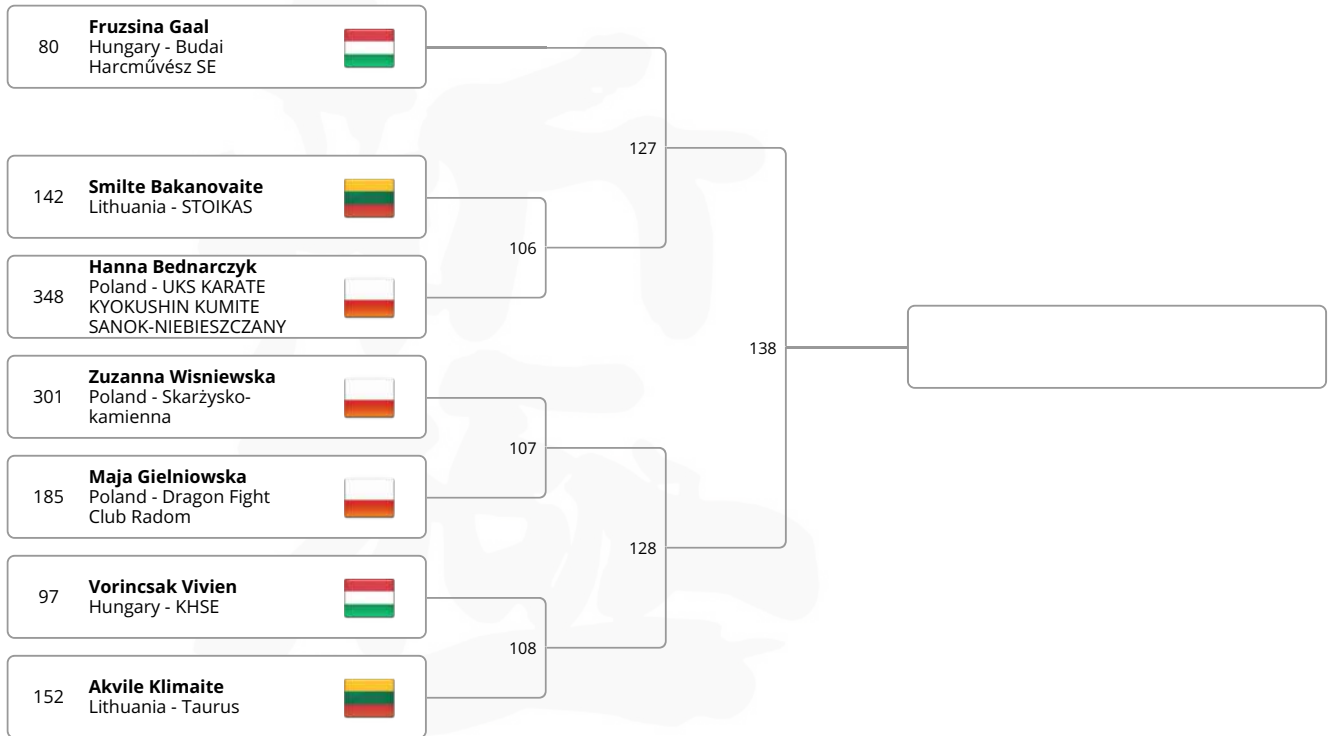 80
Fruzsina Gaal
Hungary - Budai
Harcművész SE
127
142
Smilte Bakanovaite
Lithuania - STOIKAS
106
348
Hanna Bednarczyk
Poland - UKS KARATE
KYOKUSHIN KUMITE
SANOK-NIEBIESZCZANY
138
301
Zuzanna Wisniewska
Poland - Skarżysko-
kamienna
107
185
Maja Gielniowska
Poland - Dragon Fight
Club Radom
128
97
Vorincsak Vivien
Hungary - KHSE
108
152
Akvile Klimaite
Lithuania - Taurus